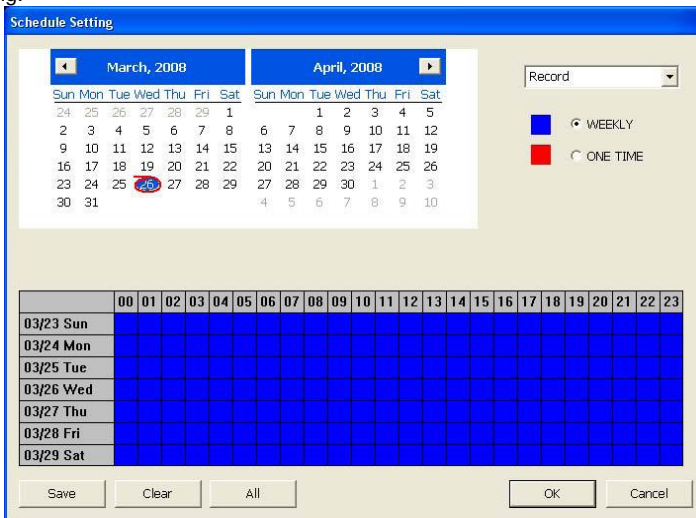 g.
Schedule Setting
March, 2008 April, 2008
Record
Sun Mon Tue Wed Thu Fri Sat Sun Mon Tue Wed Thu Fri Sat
24 25 26 27 28 29 1 1 2 3 4 5
2 3 4 5 6 7 8 6 7 8 9 10 11 12
WEEKLY
9 10 11 12 13 14 15 13 14 15 16 17 18 19
ONE TIME
16 17 18 19 20 21 22 20 21 22 23 24 25 26
23 24 25 26 27 28 29 27 28 29 30 1 2 3
30 31 4 5 6 7 8 9 10
00 01 02 03 04 05 06 07 08 09 10 11 12 13 14 15 16 17 18 19 20 21 22 23
03/23 Sun
03/24 Mon
03/25 Tue
03/26 Wed
03/27 Thu
03/28 Fri
03/29 Sat
Save Clear All OK Cancel